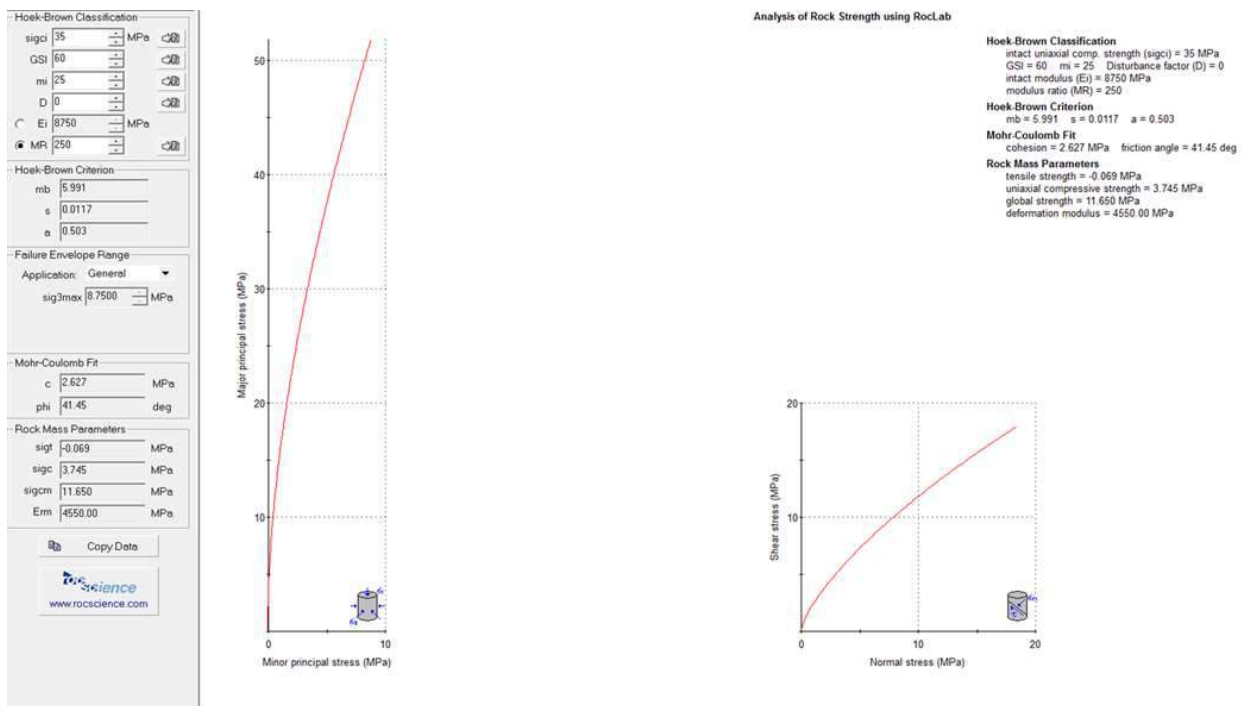 Hoek-Brown Classification
sigci 35 MPa
GSI 60
mi 25
D 0
Ei 8750 MPa
MR 250
Hoek-Brown Criterion
mb 5.991
s 0.0117
a 0.503
Failure Envelope Range
Application: General
sig3max 8.7500 MPa
Mohr-Coulomb Fit
c 2.627 MPa
phi 41.45 deg
Rock Mass Parameters
sigt -0.069 MPa
sigc 3.745 MPa
sigcm 11.650 MPa
Erm 4550.00 MPa
Copy Data
rocscience
www.rocscience.com
50
40
30
20
10
Major principal stress (MPa)
0 10
Minor principal stress (MPa)
Analysis of Rock Strength using RocLab
Hoek-Brown Classification
intact uniaxial comp. strength (sigci) = 35 MPa
GSI = 60 mi = 25 Disturbance factor (D) = 0
intact modulus (Ei) = 8750 MPa
modulus ratio (MR) = 250
Hoek-Brown Criterion
mb = 5.991 s = 0.0117 a = 0.503
Mohr-Coulomb Fit
cohesion = 2.627 MPa friction angle = 41.45 deg
Rock Mass Parameters
tensile strength = -0.069 MPa
uniaxial compressive strength = 3.745 MPa
global strength = 11.650 MPa
deformation modulus = 4550.00 MPa
20
10
Shear stress (MPa)
0 10 20
Normal stress (MPa)